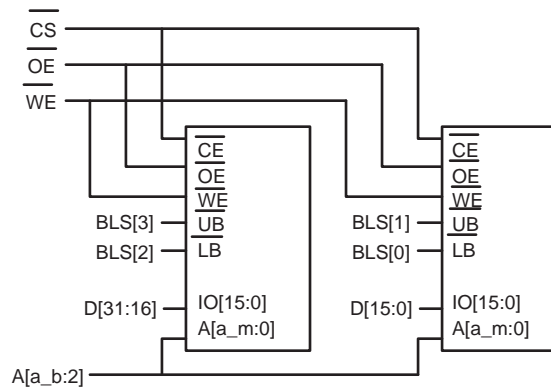 CS
OE
WE
CE
OE
WE
UB
LB
IO[15:0]
A[a_m:0]
BLS[3]
BLS[2]
D[31:16]
CE
OE
WE
UB
LB
IO[15:0]
A[a_m:0]
BLS[1]
BLS[0]
D[15:0]
A[a_b:2]